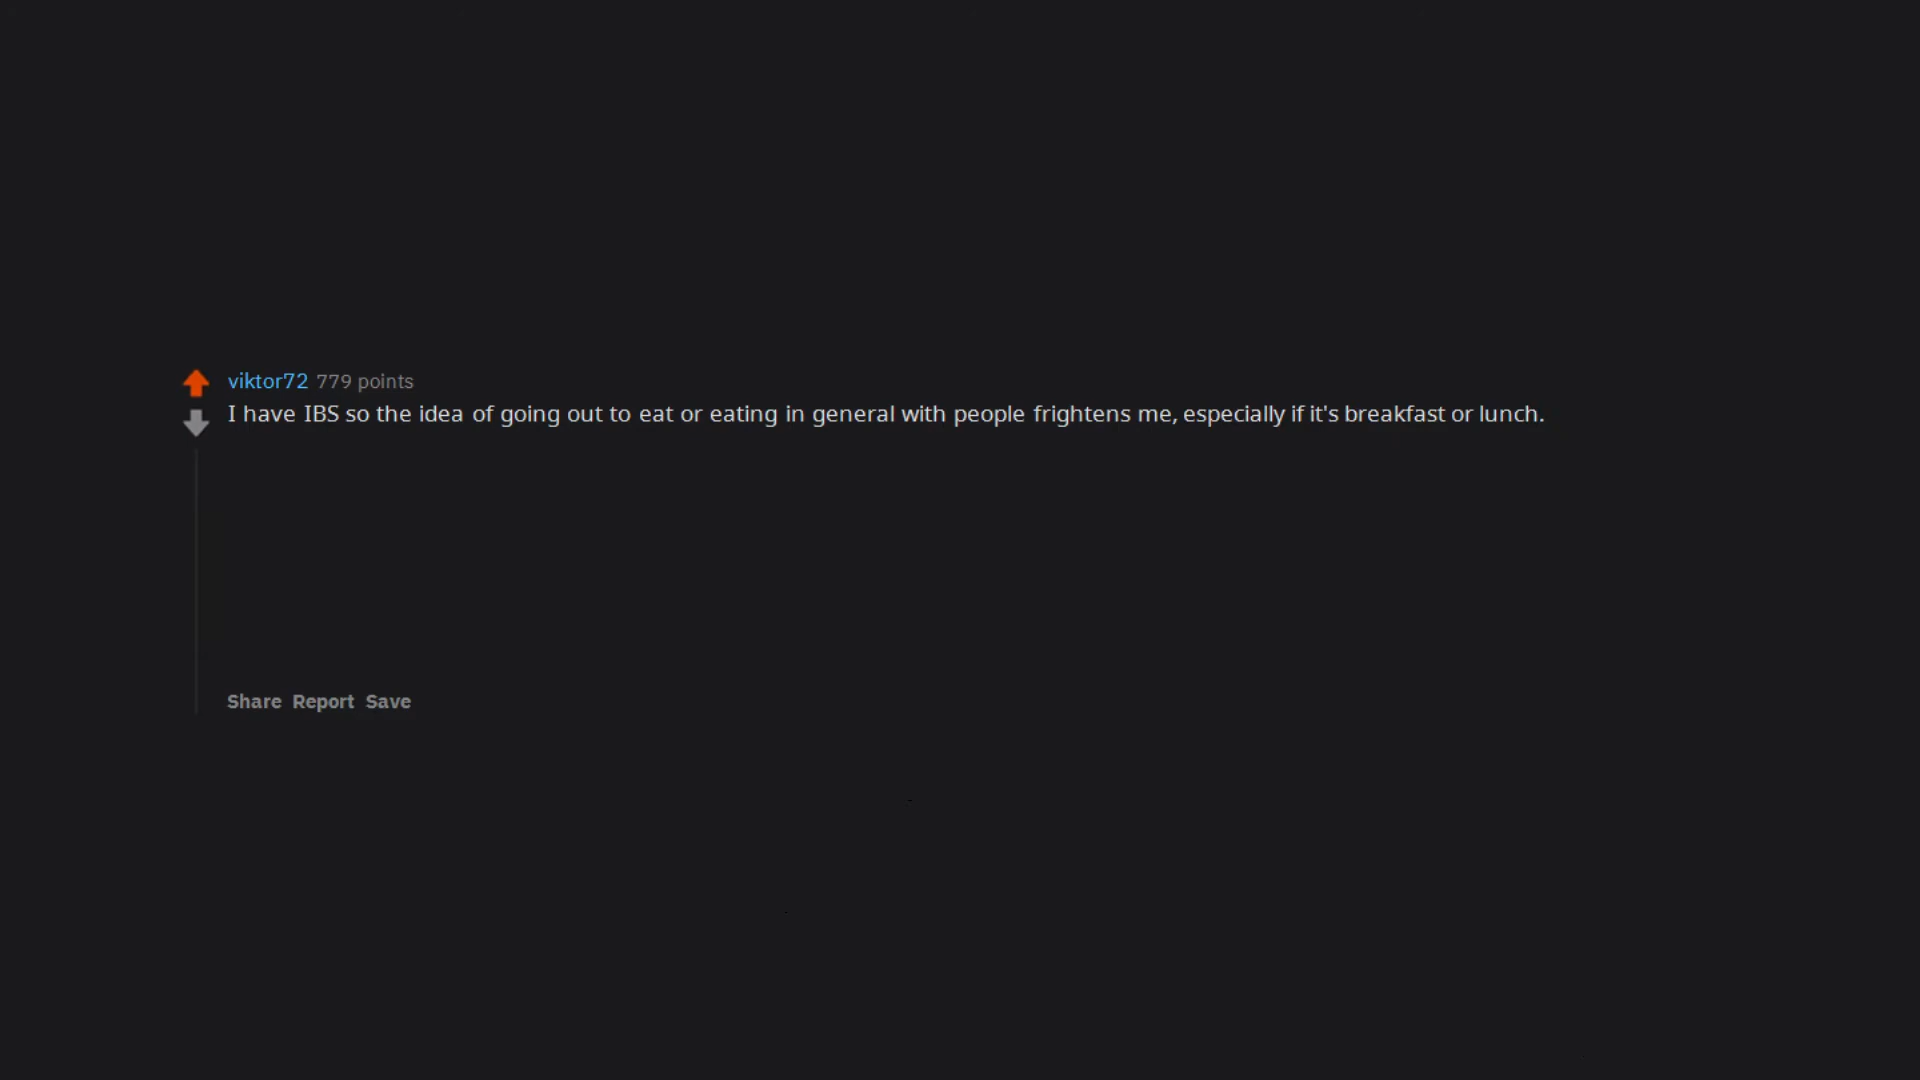 viktor72 779 points
I have IBS so the idea of going out to eat or eating in general with people frightens me, especially if it's breakfast or lunch.
Share Report Save